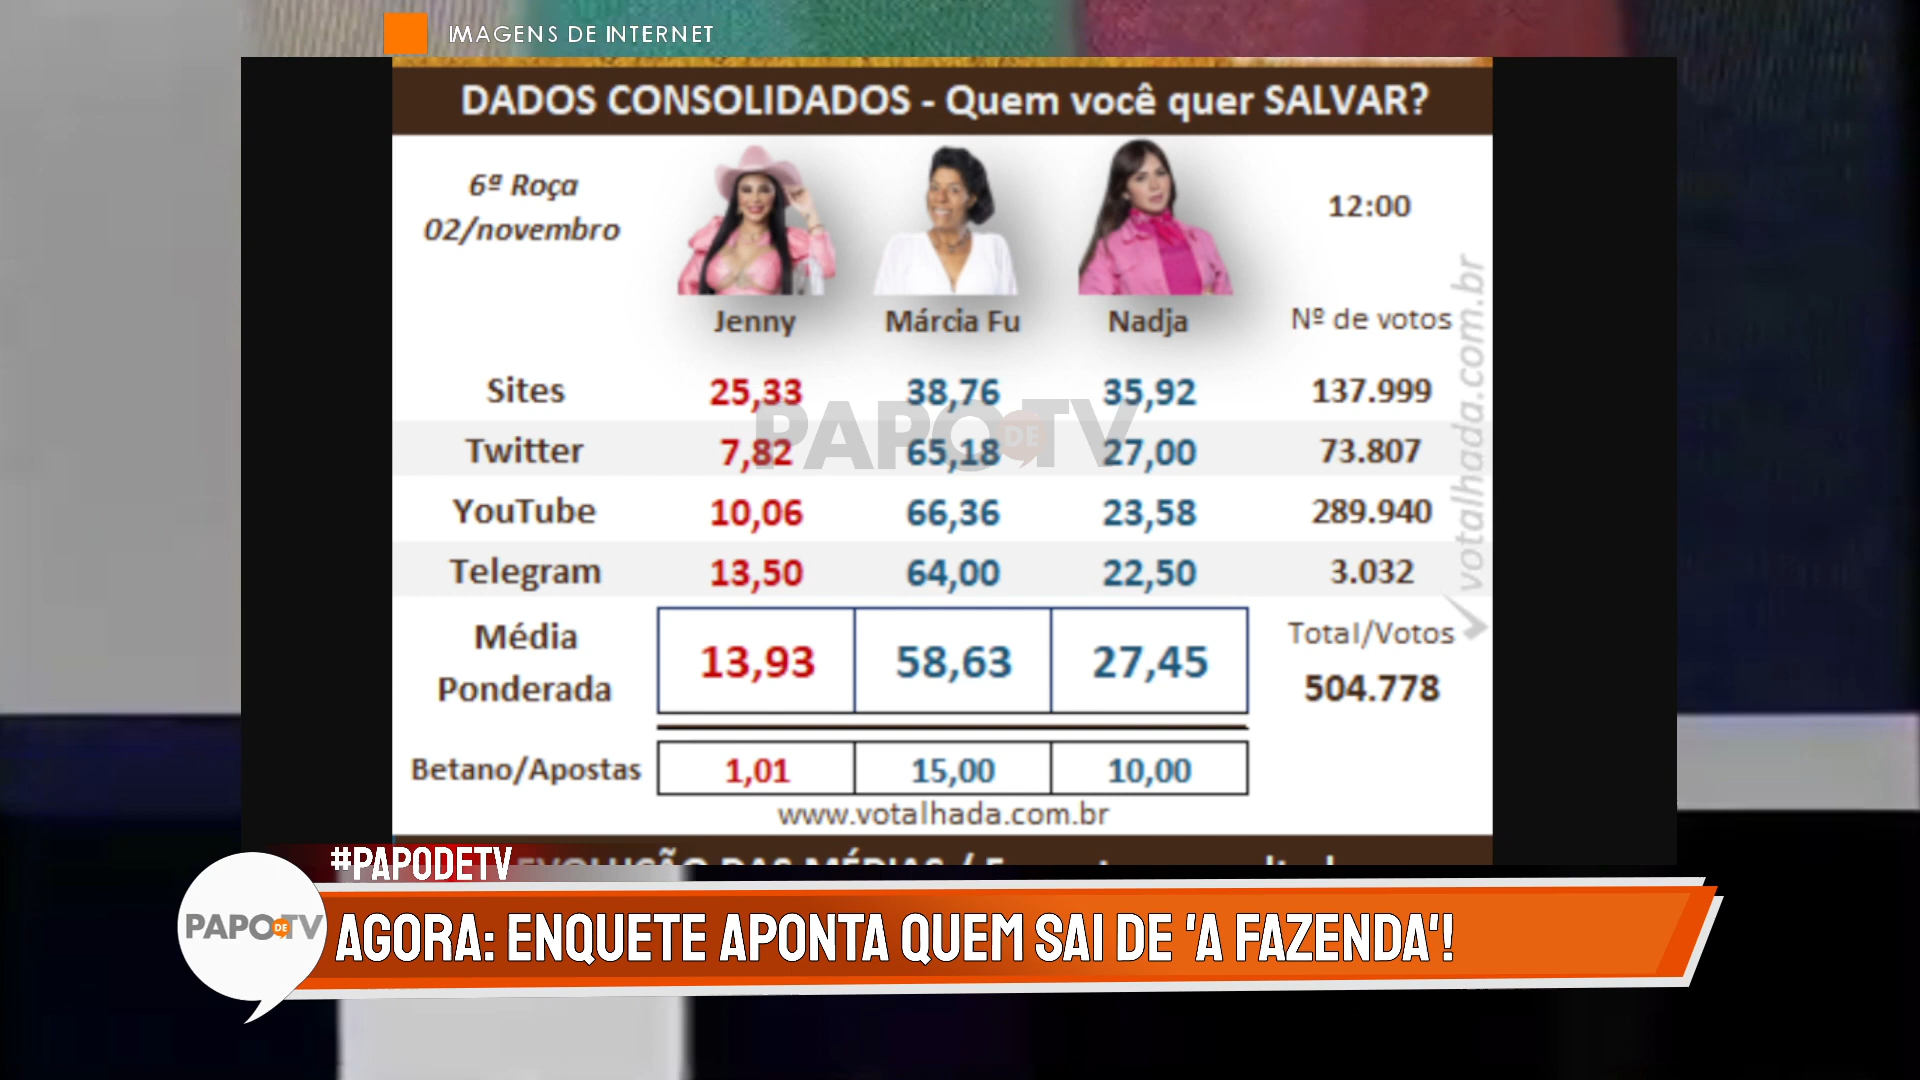 IMAGENS DE INTERNET
DADOS CONSOLIDADOS - Quem você quer SALVAR?
6ª Roça
02/novembro
12:00
Jenny Márcia Fu Nadja Nº de votos
Sites 25,33 38,76 35,92 137.999
Twitter 7,82 65,18 27,00 73.807
YouTube 10,06 66,36 23,58 289.940
Telegram 13,50 64,00 22,50 3.032
Média
Ponderada
13,93 58,63 27,45
Total/Votos
504.778
Betano/Apostas 1,01 15,00 10,00
www.votalhada.com.br
votalhada.com.br
PAPO DE TV
#PAPODETV
PAPO DE TV
AGORA: ENQUETE APONTA QUEM SAI DE 'A FAZENDA'!